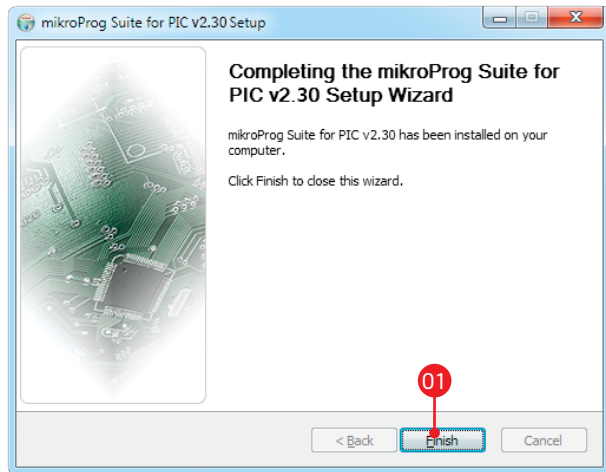 mikroProg Suite for PIC v2.30 Setup
Completing the mikroProg Suite for
PIC v2.30 Setup Wizard
mikroProg Suite for PIC v2.30 has been installed on your
computer.
Click Finish to close this wizard.
01
< Back
Finish
Cancel